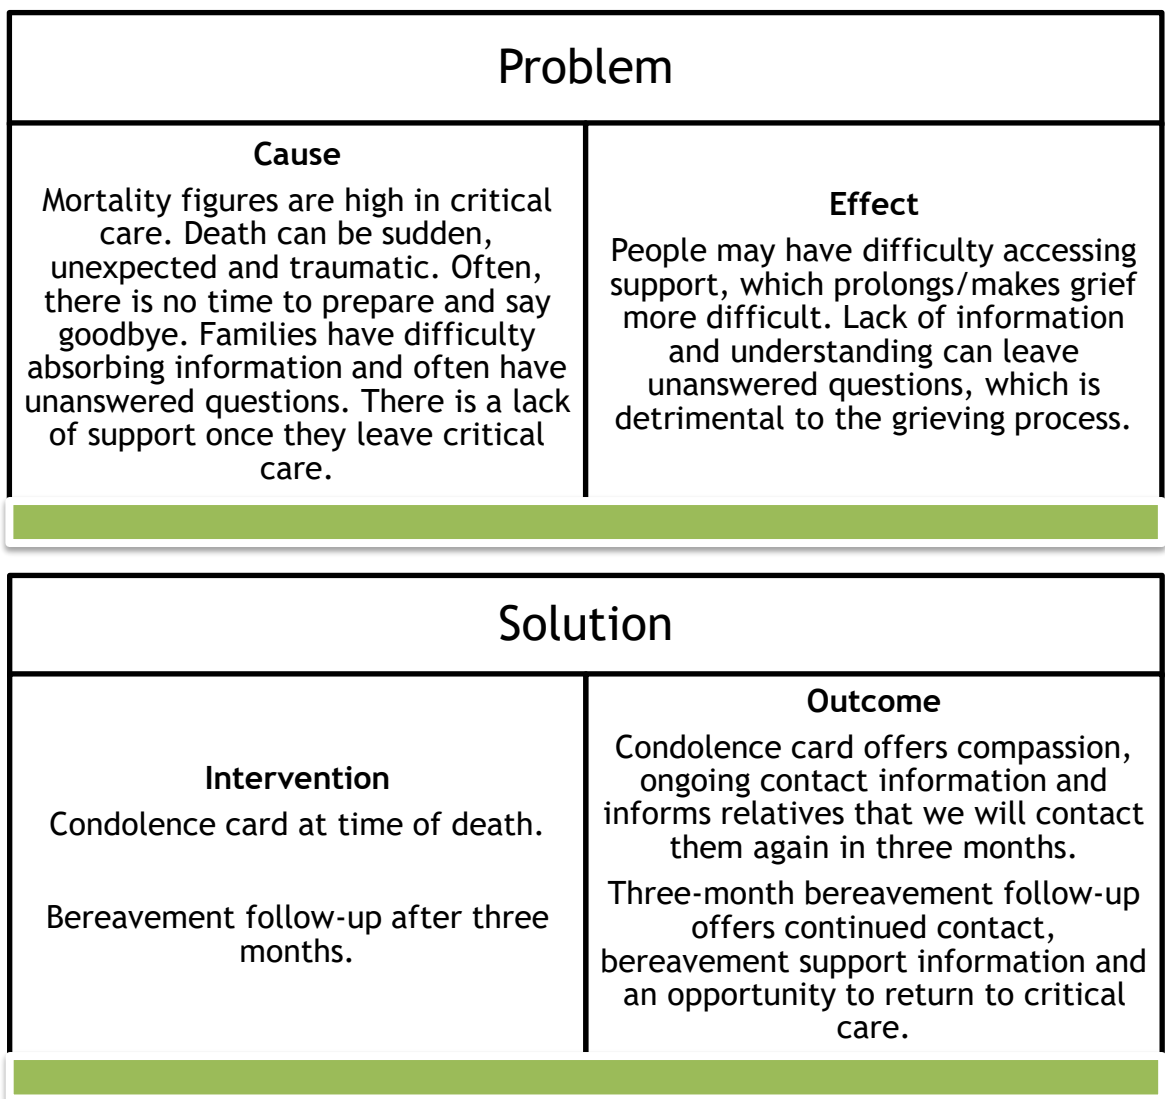 Problem
Cause
Mortality figures are high in critical
care. Death can be sudden,
unexpected and traumatic. Often,
there is no time to prepare and say
goodbye. Families have difficulty
absorbing information and often have
unanswered questions. There is a lack
of support once they leave critical
care.
Effect
People may have difficulty accessing
support, which prolongs/makes grief
more difficult. Lack of information
and understanding can leave
unanswered questions, which is
detrimental to the grieving process.
Solution
Intervention
Condolence card at time of death.
Bereavement follow-up after three
months.
Outcome
Condolence card offers compassion,
ongoing contact information and
informs relatives that we will contact
them again in three months.
Three-month bereavement follow-up
offers continued contact,
bereavement support information and
an opportunity to return to critical
care.